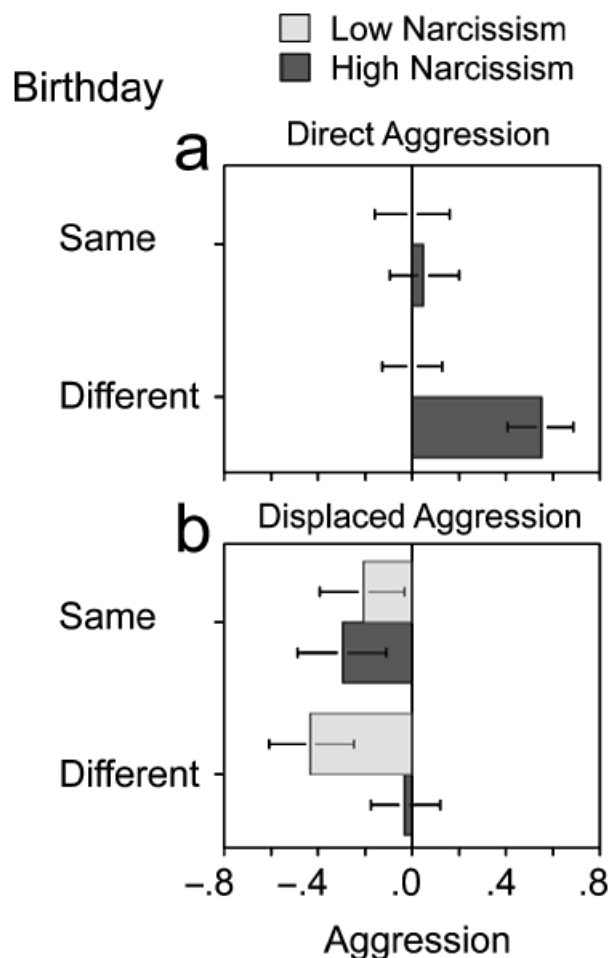 Low Narcissism
High Narcissism
Birthday
a
Direct Aggression
Same
Different
b
Displaced Aggression
Same
Different
–.8 –.4 .0 .4 .8
Aggression